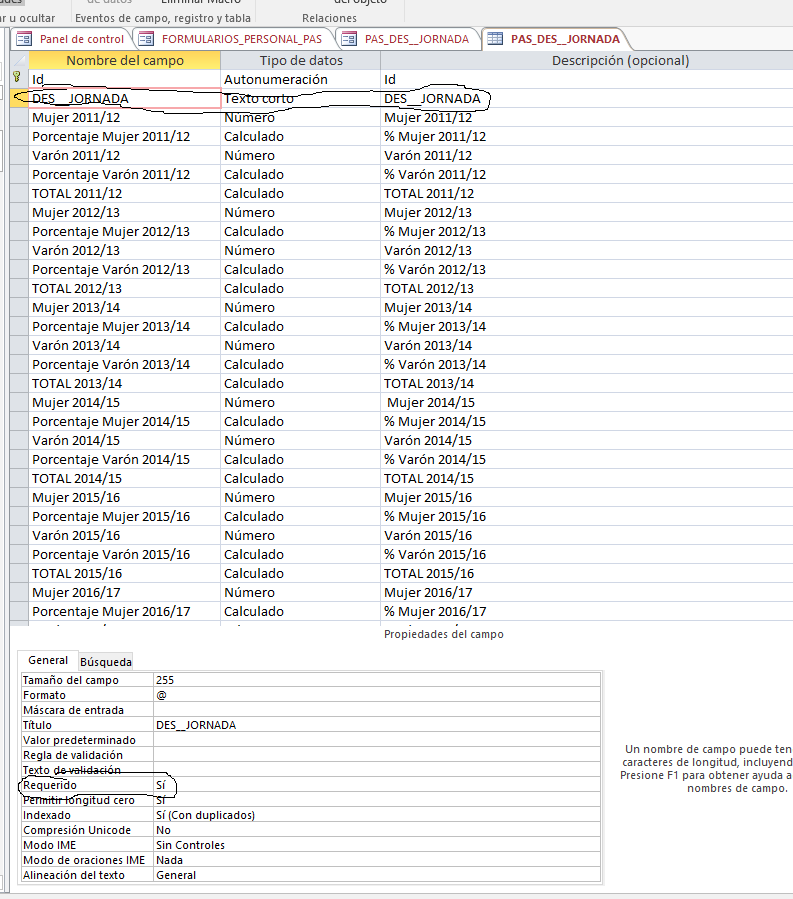 de datos Eliminar Macro del objeto
ar u ocultar Eventos de campo, registro y tabla Relaciones
Panel de control FORMULARIOS_PERSONAL_PAS PAS_DES__JORNADA PAS_DES__JORNADA
Nombre del campo Tipo de datos Descripción (opcional)
Id Autonumeración Id
DES__JORNADA Texto corto DES__JORNADA
Mujer 2011/12 Número Mujer 2011/12
Porcentaje Mujer 2011/12 Calculado % Mujer 2011/12
Varón 2011/12 Número Varón 2011/12
Porcentaje Varón 2011/12 Calculado % Varón 2011/12
TOTAL 2011/12 Calculado TOTAL 2011/12
Mujer 2012/13 Número Mujer 2012/13
Porcentaje Mujer 2012/13 Calculado % Mujer 2012/13
Varón 2012/13 Número Varón 2012/13
Porcentaje Varón 2012/13 Calculado % Varón 2012/13
TOTAL 2012/13 Calculado TOTAL 2012/13
Mujer 2013/14 Número Mujer 2013/14
Porcentaje Mujer 2013/14 Calculado % Mujer 2013/14
Varón 2013/14 Número Varón 2013/14
Porcentaje Varón 2013/14 Calculado % Varón 2013/14
TOTAL 2013/14 Calculado TOTAL 2013/14
Mujer 2014/15 Número Mujer 2014/15
Porcentaje Mujer 2014/15 Calculado % Mujer 2014/15
Varón 2014/15 Número Varón 2014/15
Porcentaje Varón 2014/15 Calculado % Varón 2014/15
TOTAL 2014/15 Calculado TOTAL 2014/15
Mujer 2015/16 Número Mujer 2015/16
Porcentaje Mujer 2015/16 Calculado % Mujer 2015/16
Varón 2015/16 Número Varón 2015/16
Porcentaje Varón 2015/16 Calculado % Varón 2015/16
TOTAL 2015/16 Calculado TOTAL 2015/16
Mujer 2016/17 Número Mujer 2016/17
Porcentaje Mujer 2016/17 Calculado % Mujer 2016/17
Propiedades del campo
General Búsqueda
Tamaño del campo 255
Formato @
Máscara de entrada
Título DES__JORNADA
Valor predeterminado
Regla de validación
Texto de validación
Requerido Sí
Permitir longitud cero Sí
Indexado Sí (Con duplicados)
Compresión Unicode No
Modo IME Sin Controles
Modo de oraciones IME Nada
Alineación del texto General
Un nombre de campo puede ten
caracteres de longitud, incluyend
Presione F1 para obtener ayuda a
nombres de campo.